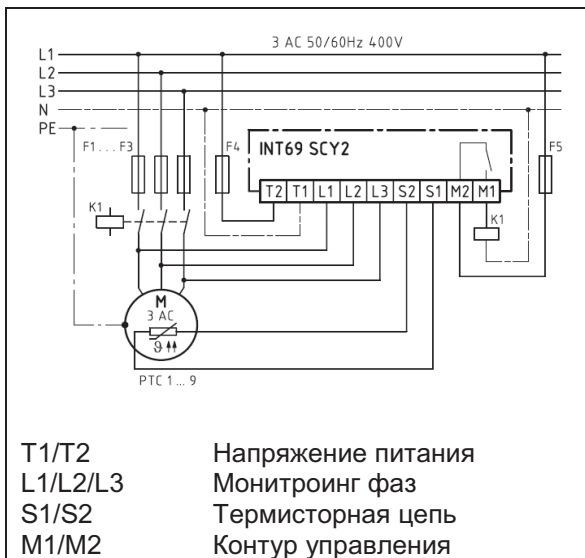 3 AC 50/60Hz 400V
L1
L2
L3
N
PE
F1...F3
F4
INT69 SCY2
F5
T2 T1 L1 L2 L3 S2 S1 M2 M1
K1
K1
M
3 AC
ϑ
PTC 1... 9
T1/T2 Напряжение питания
L1/L2/L3 Монитроинг фаз
S1/S2 Термисторная цепь
M1/M2 Контур управления